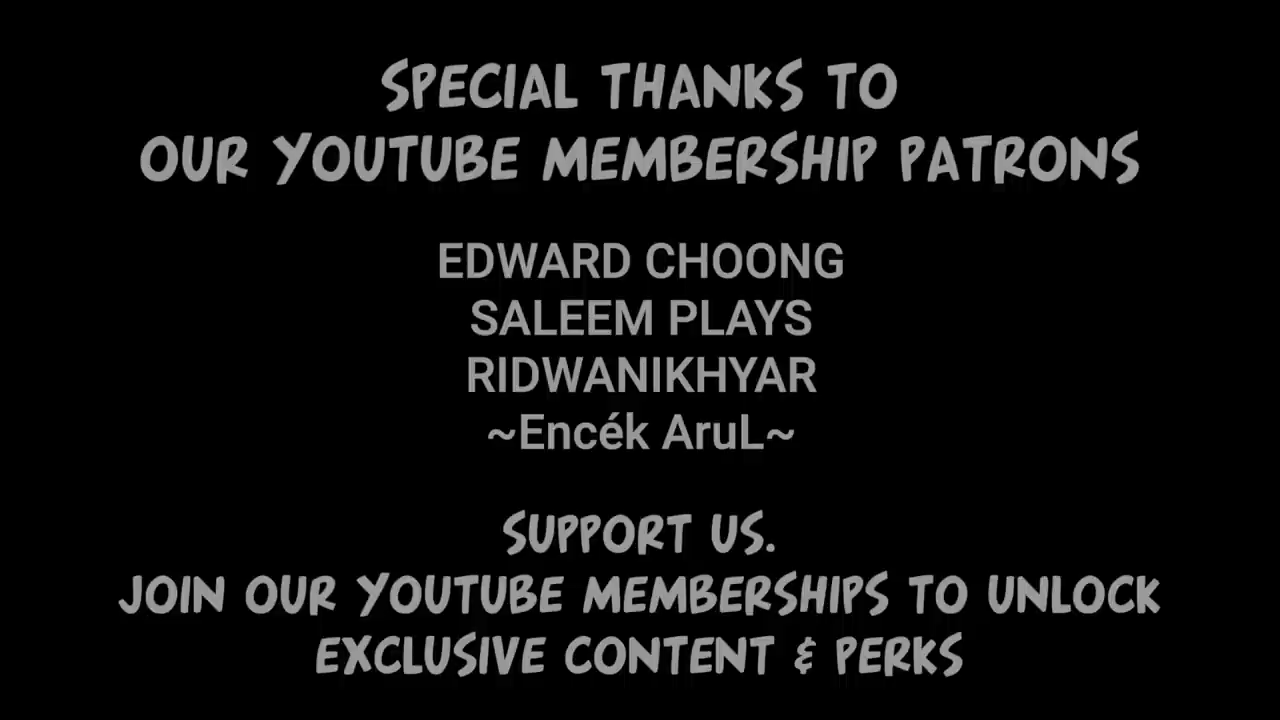 SPECIAL THANKS TO
OUR YOUTUBE MEMBERSHIP PATRONS
EDWARD CHOONG
SALEEM PLAYS
RIDWANIKHYAR
~Encék AruL~
SUPPORT US.
JOIN OUR YOUTUBE MEMBERSHIPS TO UNLOCK
EXCLUSIVE CONTENT & PERKS